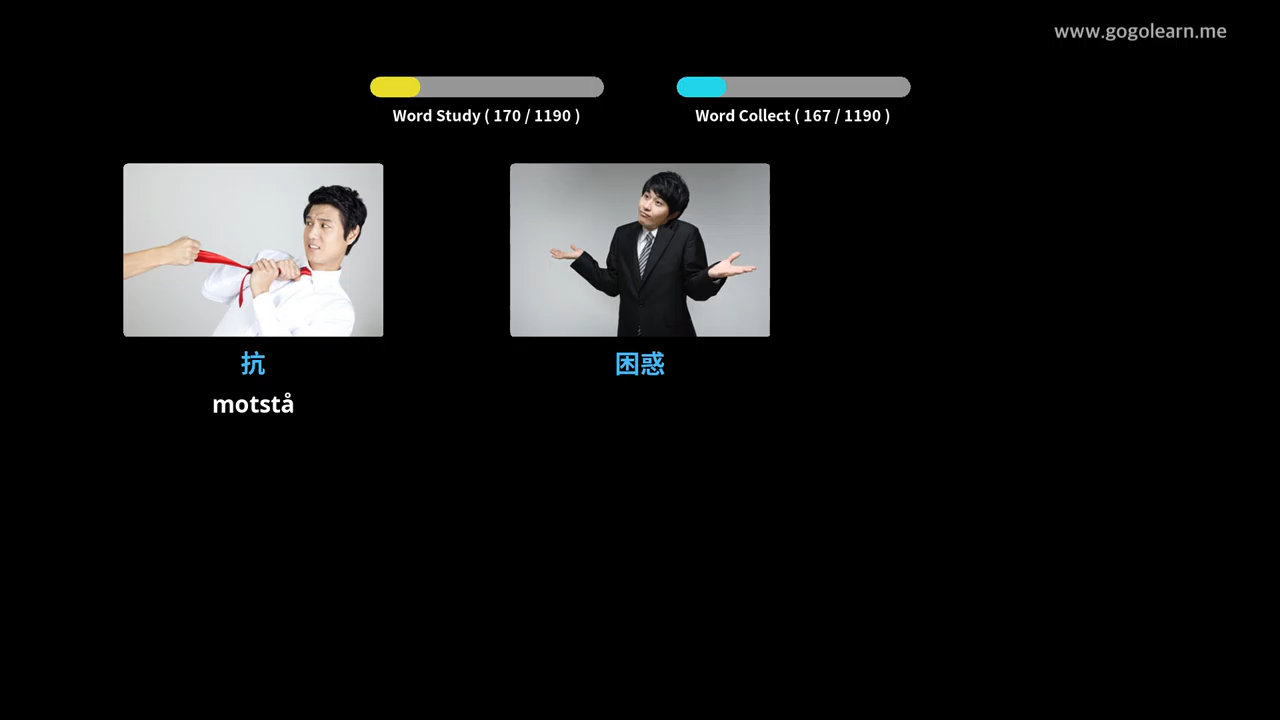 www.gogolearn.me
Word Study ( 170 / 1190 )
Word Collect ( 167 / 1190 )
抗
困惑
motstå